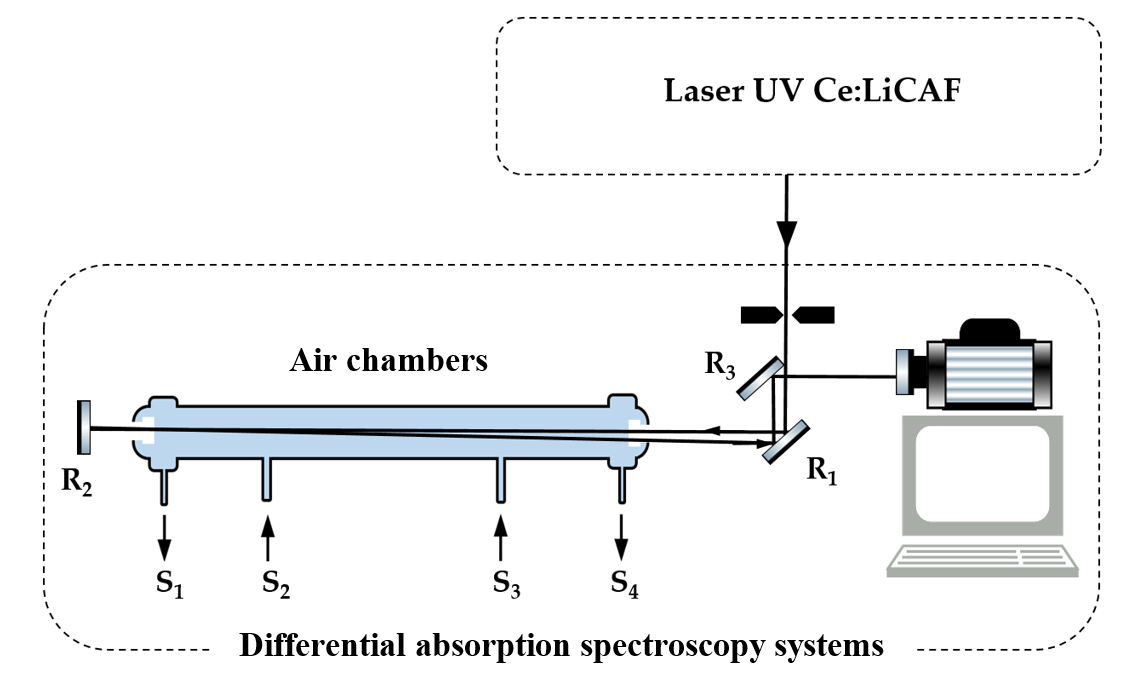 Laser UV Ce:LiCAF
Air chambers
R₃
R₂
R₁
S₁
S₂
S₃
S₄
Differential absorption spectroscopy systems